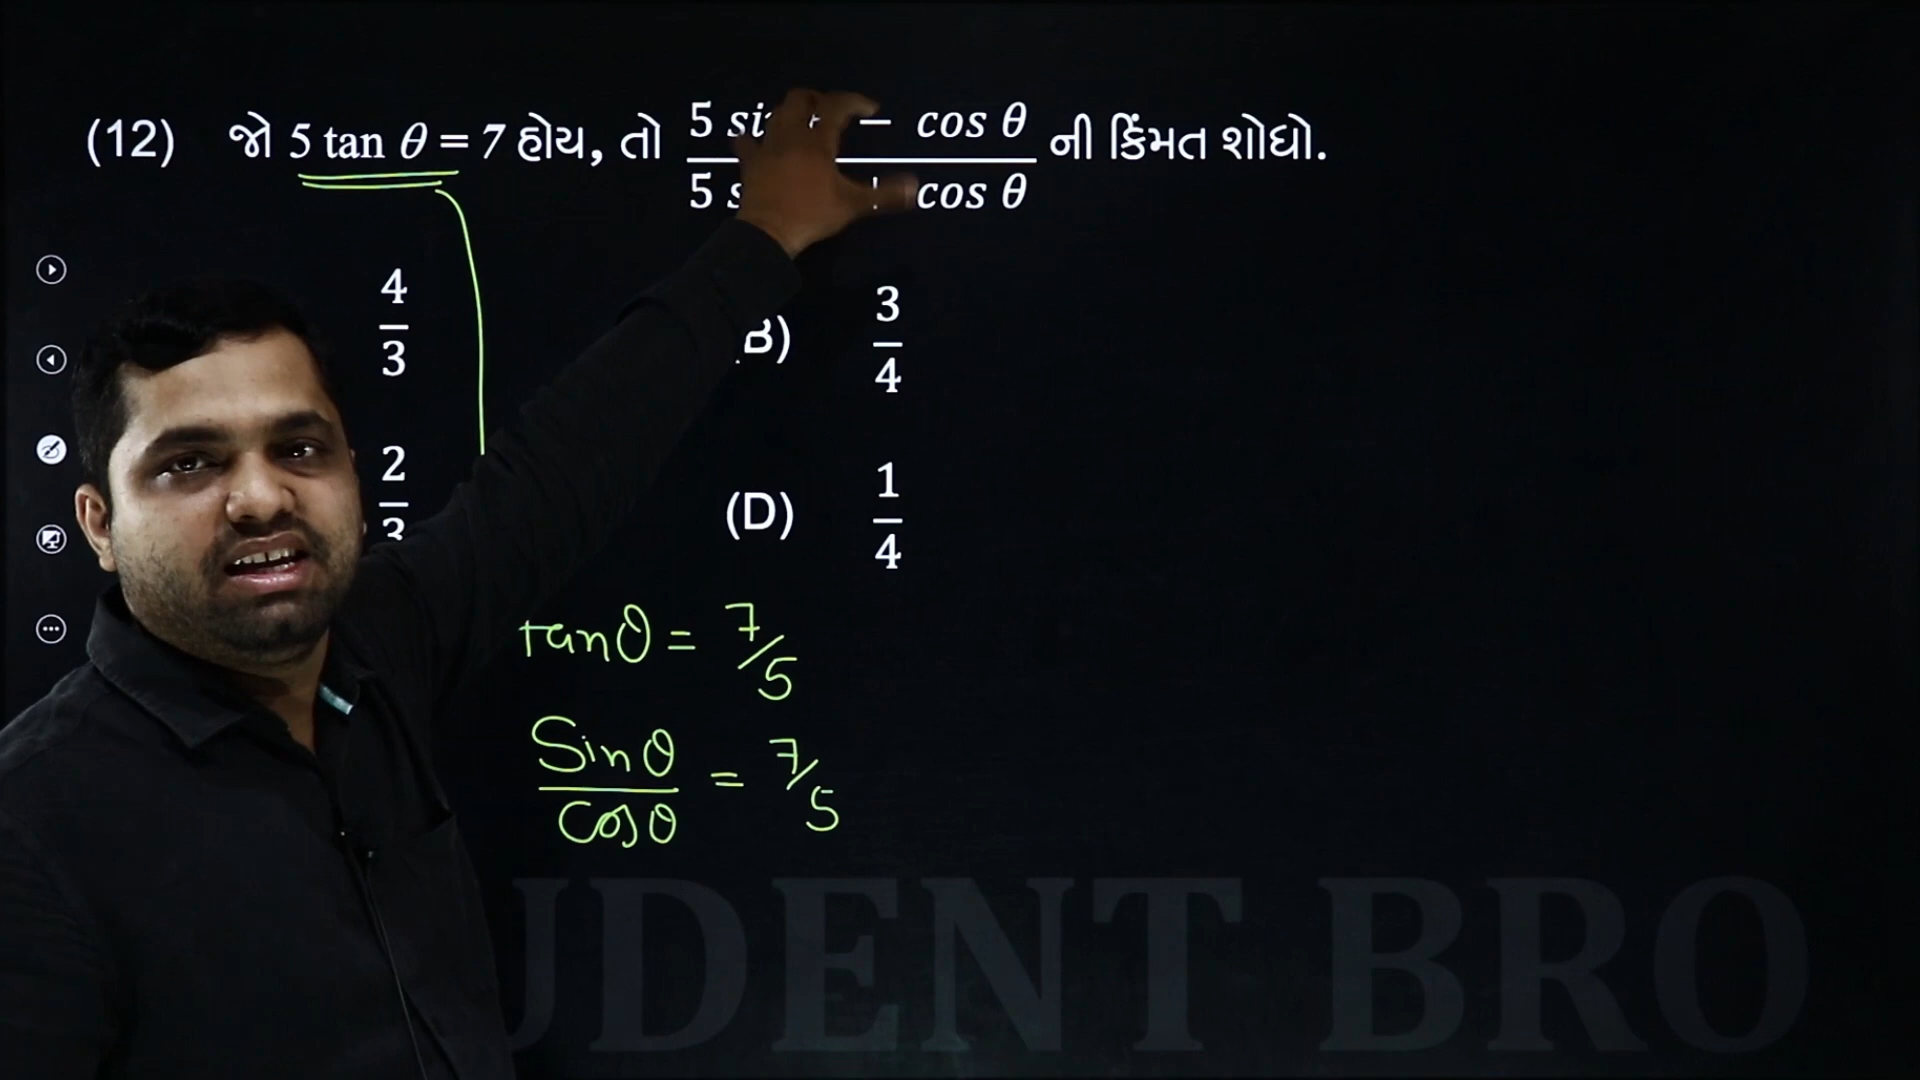 (12) જો 5 tan θ = 7 હોય, તો
5 − cos θ
5 cos θ
ની કિંમત શોધો.
4/3
3/4
2/3
(D) 1/4
tanθ = 7/5
Sinθ/cosθ = 7/5
UDENT BRO